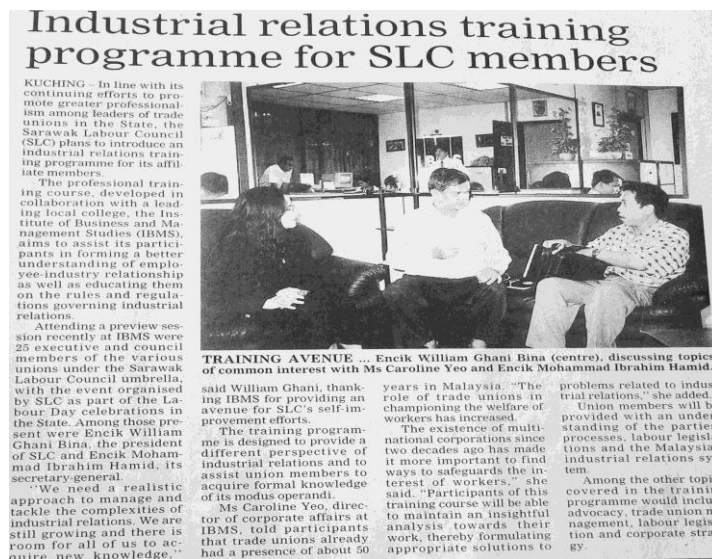 Industrial relations training
programme for SLC members
KUCHING – In line with its
continuing efforts to pro-
mote greater professional-
ism among leaders of trade
unions in the State, the
Sarawak Labour Council
(SLC) plans to introduce an
industrial relations train-
ing programme for its affil-
iate members.
The professional train-
ing course, developed in
collaboration with a lead-
ing local college, the Ins-
titute of Business and Ma-
nagement Studies (IBMS),
aims to assist its partici-
pants in forming a better
understanding of emplo-
yee-industry relationship
as well as educating them
on the rules and regula-
tions governing industrial
relations.
Attending a preview ses-
sion recently at IBMS were
25 executive and council
members of the various
unions under the Sarawak
Labour Council umbrella,
with the event organised
by SLC as part of the La-
bour Day celebrations in
the State. Among those pre-
sent were Encik William
Ghani Bina, the president
of SLC and Encik Moham-
mad Ibrahim Hamid, its
secretary-general.
"We need a realistic
approach to manage and
tackle the complexities of
industrial relations. We are
still growing and there is
room for all of us to ac-
quire new knowledge,"
TRAINING AVENUE ... Encik William Ghani Bina (centre), discussing topics
of common interest with Ms Caroline Yeo and Encik Mohammad Ibrahim Hamid.
said William Ghani, thank-
ing IBMS for providing an
avenue for SLC's self-im-
provement efforts.
The training program-
me is designed to provide a
different perspective of
industrial relations and to
assist union members to
acquire formal knowledge
of its modus operandi.
Ms Caroline Yeo, direc-
tor of corporate affairs at
IBMS, told participants
that trade unions already
had a presence of about 50
years in Malaysia. "The
role of trade unions in
championing the welfare of
workers has increased.
The existence of multi-
national corporations since
two decades ago has made
it more important to find
ways to safeguards the in-
terest of workers," she
said. "Participants of this
training course will be able
to maintain an insightful
analysis towards their
work, thereby formulating
appropriate solutions to
problems related to indus
trial relations," she added.
Union members will b
provided with an under
standing of the parties
processes, labour legisl
tions and the Malaysia
industrial relations sy
tem.
Among the other topi
covered in the traini
programme would inclu
advocacy, trade union m
nagement, labour legis
tion and corporate stra
gy.